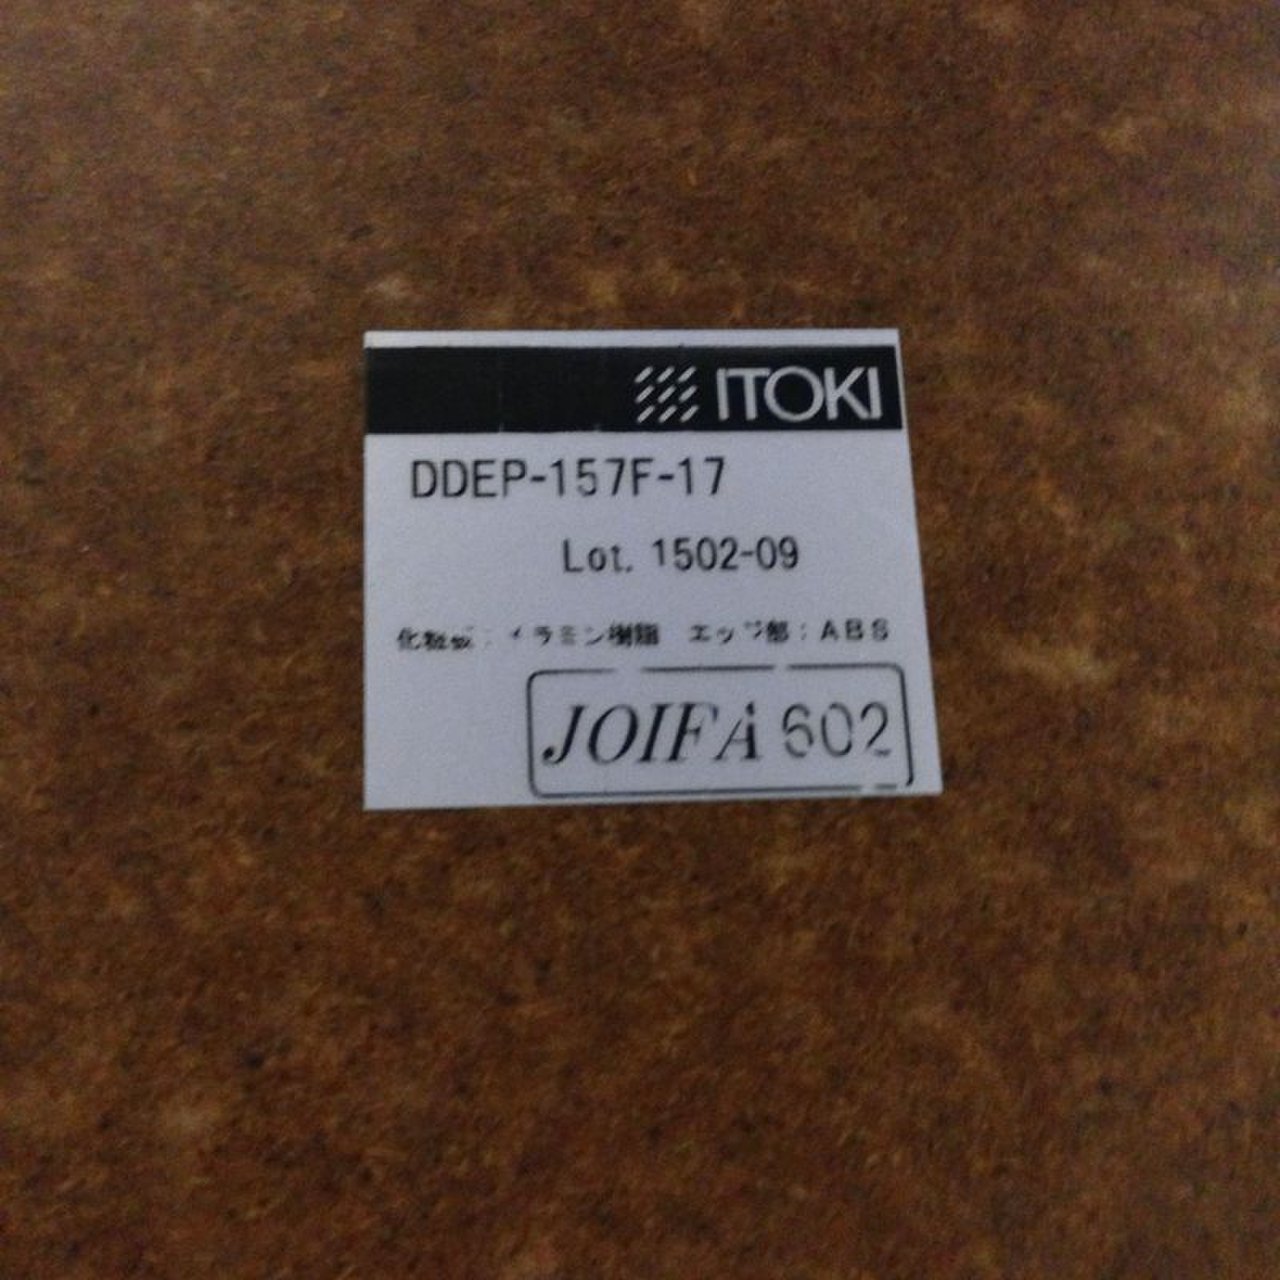 ITOKI
DDEP-157F-17
Lot. 1502-09
化粧板：メラミン樹脂 エッジ部：ABS
JOIFA 602